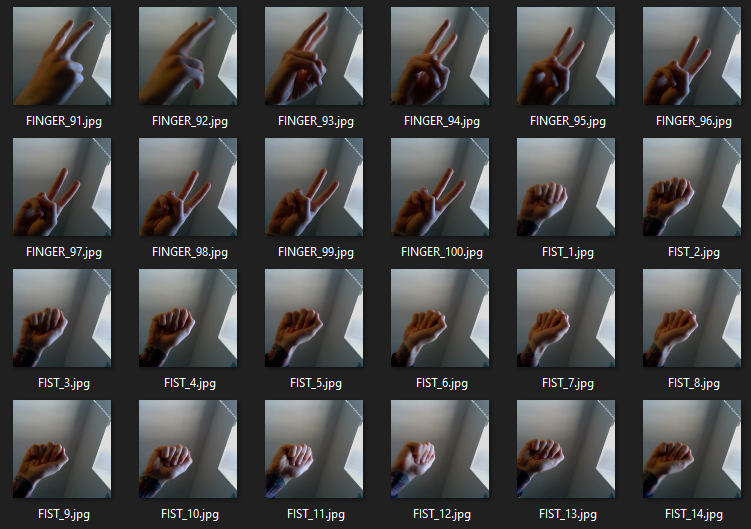 FINGER_91.jpg
FINGER_92.jpg
FINGER_93.jpg
FINGER_94.jpg
FINGER_95.jpg
FINGER_96.jpg
FINGER_97.jpg
FINGER_98.jpg
FINGER_99.jpg
FINGER_100.jpg
FIST_1.jpg
FIST_2.jpg
FIST_3.jpg
FIST_4.jpg
FIST_5.jpg
FIST_6.jpg
FIST_7.jpg
FIST_8.jpg
FIST_9.jpg
FIST_10.jpg
FIST_11.jpg
FIST_12.jpg
FIST_13.jpg
FIST_14.jpg